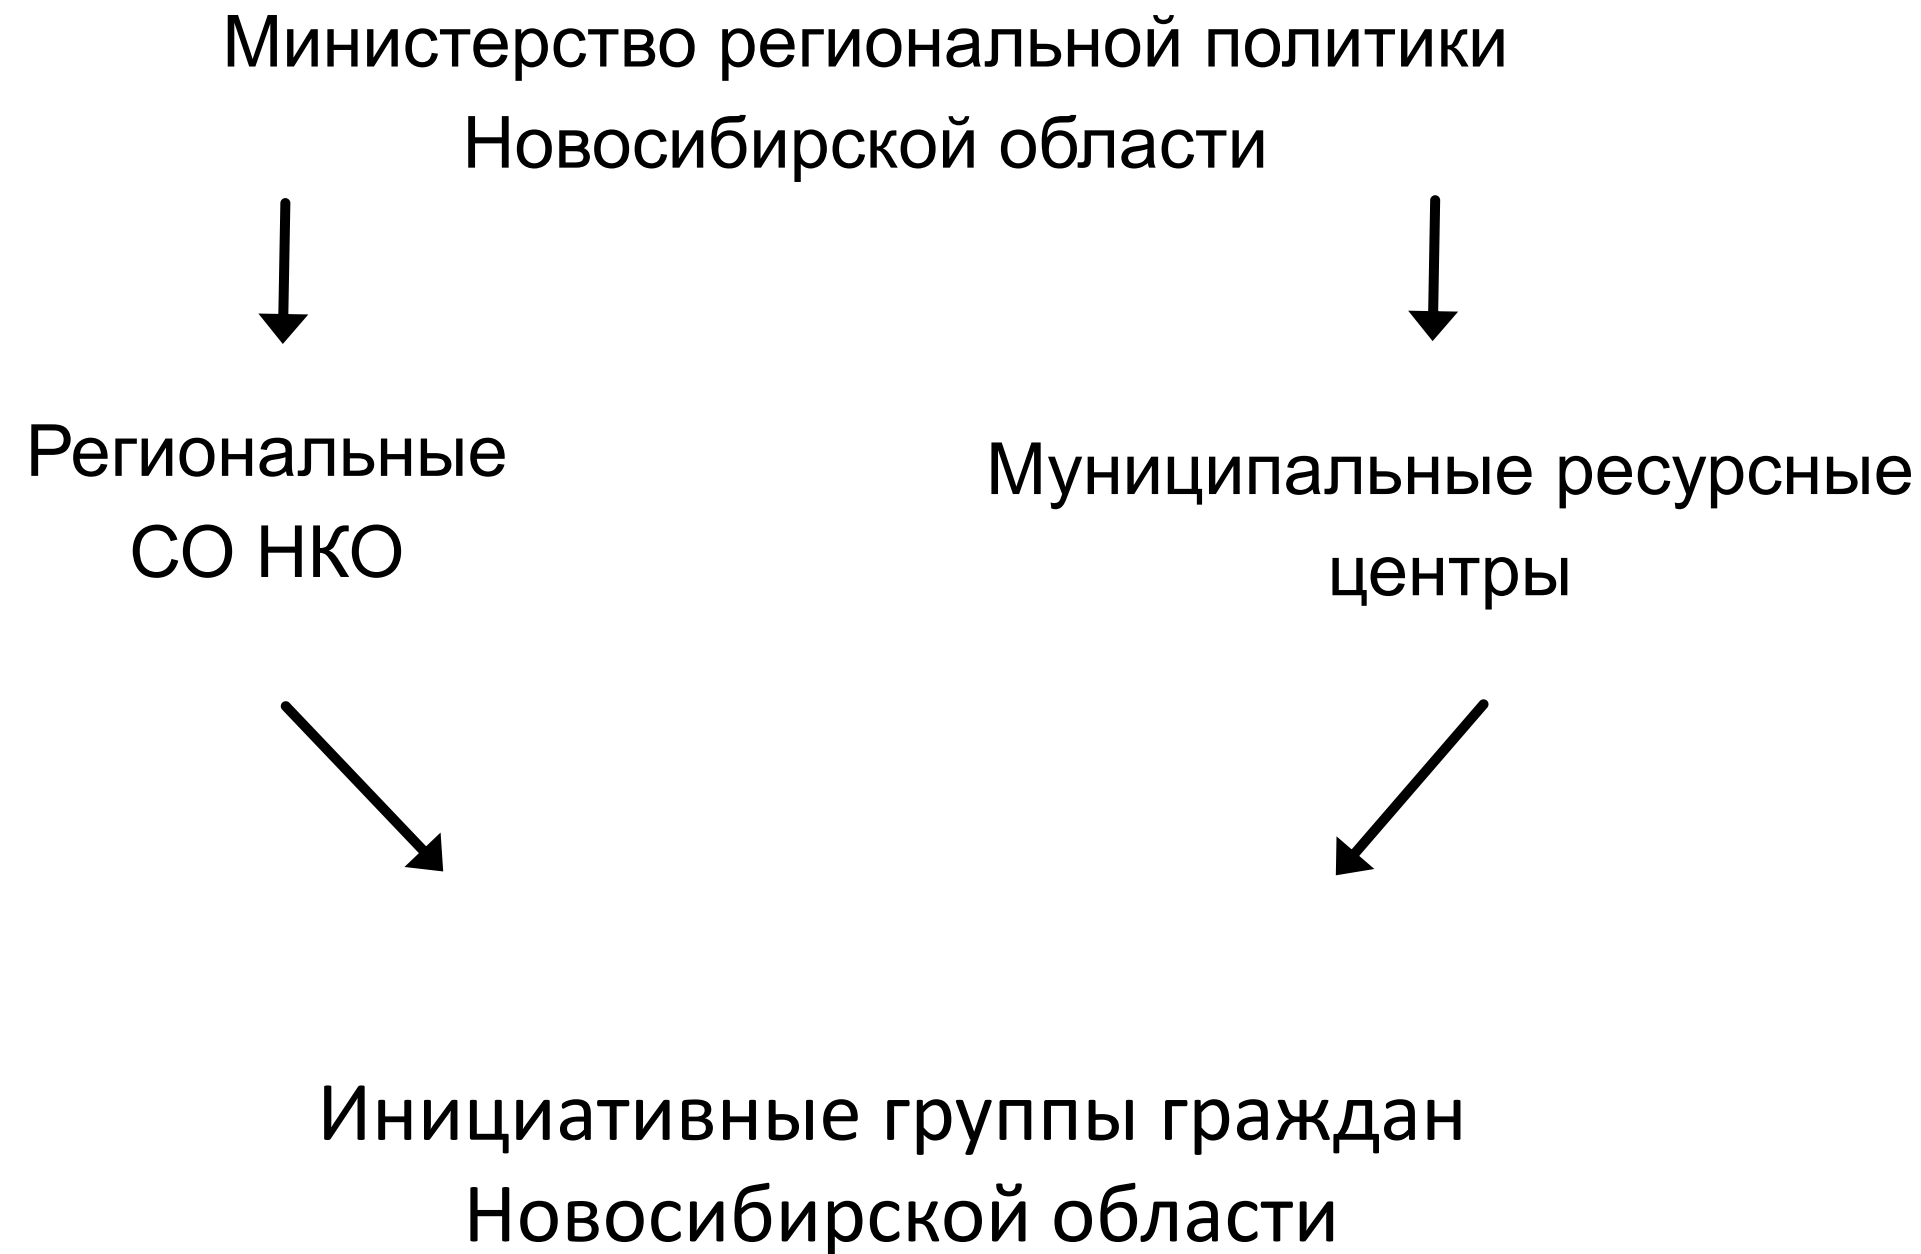 Министерство региональной политики
Новосибирской области
Региональные
СО НКО
Муниципальные ресурсные
центры
Инициативные группы граждан
Новосибирской области